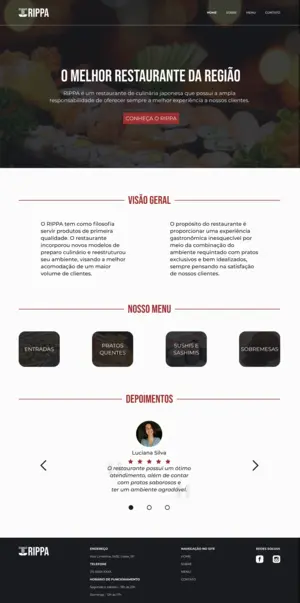 RIPPA
HOME SOBRE MENU CONTATO
O MELHOR RESTAURANTE DA REGIÃO
RIPPA é um restaurante de culinária japonesa que possui a ampla
responsabilidade de oferecer sempre a melhor experiência a nossos clientes.
CONHEÇA O RIPPA
VISÃO GERAL
O RIPPA tem como filosofia
servir produtos de primeira
qualidade. O restaurante
incorporou novos modelos de
preparo culinário e reestruturou
seu ambiente, visando a melhor
acomodação de um maior
volume de clientes.
O propósito do restaurante é
proporcionar uma experiência
gastronômica inesquecível por
meio da combinação do
ambiente requintado com pratos
exclusivos e bem idealizados,
sempre pensando na satisfação
de nossos clientes.
NOSSO MENU
ENTRADAS
PRATOS
QUENTES
SUSHIS E
SASHIMIS
SOBREMESAS
DEPOIMENTOS
Luciana Silva
O restaurante possui um ótimo
atendimento, além de contar
com pratos saborosos e
ter um ambiente agradável.
RIPPA
ENDEREÇO
TELEFONE
HORÁRIO DE FUNCIONAMENTO
NAVEGAÇÃO NO SITE
HOME
SOBRE
MENU
CONTATO
REDES SOCIAIS